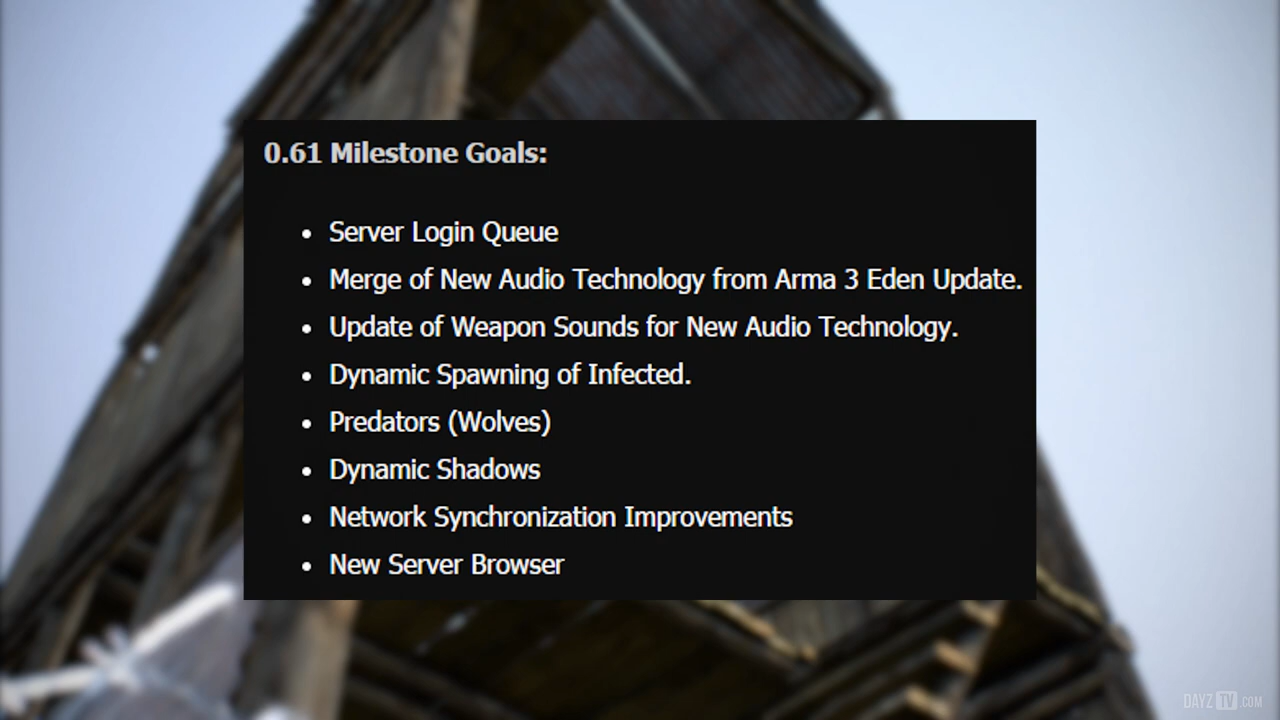 0.61 Milestone Goals:
• Server Login Queue
• Merge of New Audio Technology from Arma 3 Eden Update.
• Update of Weapon Sounds for New Audio Technology.
• Dynamic Spawning of Infected.
• Predators (Wolves)
• Dynamic Shadows
• Network Synchronization Improvements
• New Server Browser
DAYZ TV .COM